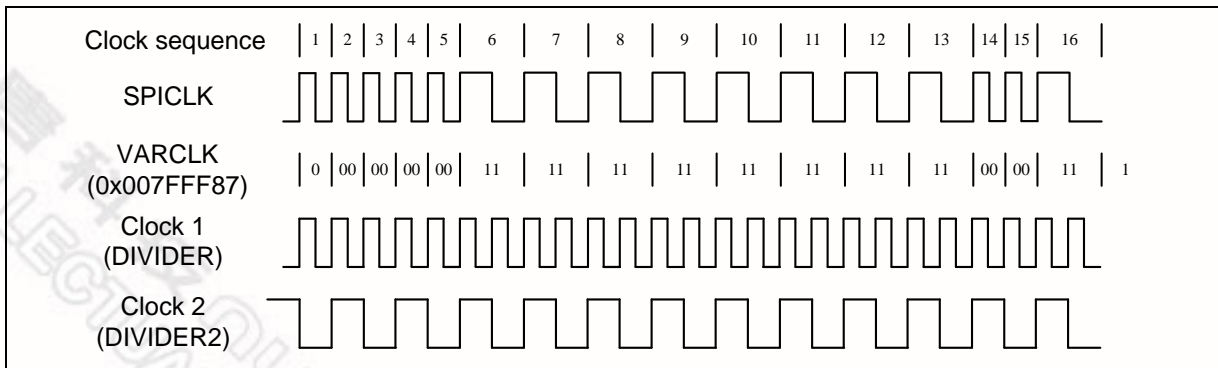 Clock sequence 1 2 3 4 5 6 7 8 9 10 11 12 13 14 15 16
SPICLK
VARCLK
(0x007FFF87)
0 00 00 00 00 11 11 11 11 11 11 11 11 00 00 11 1
Clock 1
(DIVIDER)
Clock 2
(DIVIDER2)